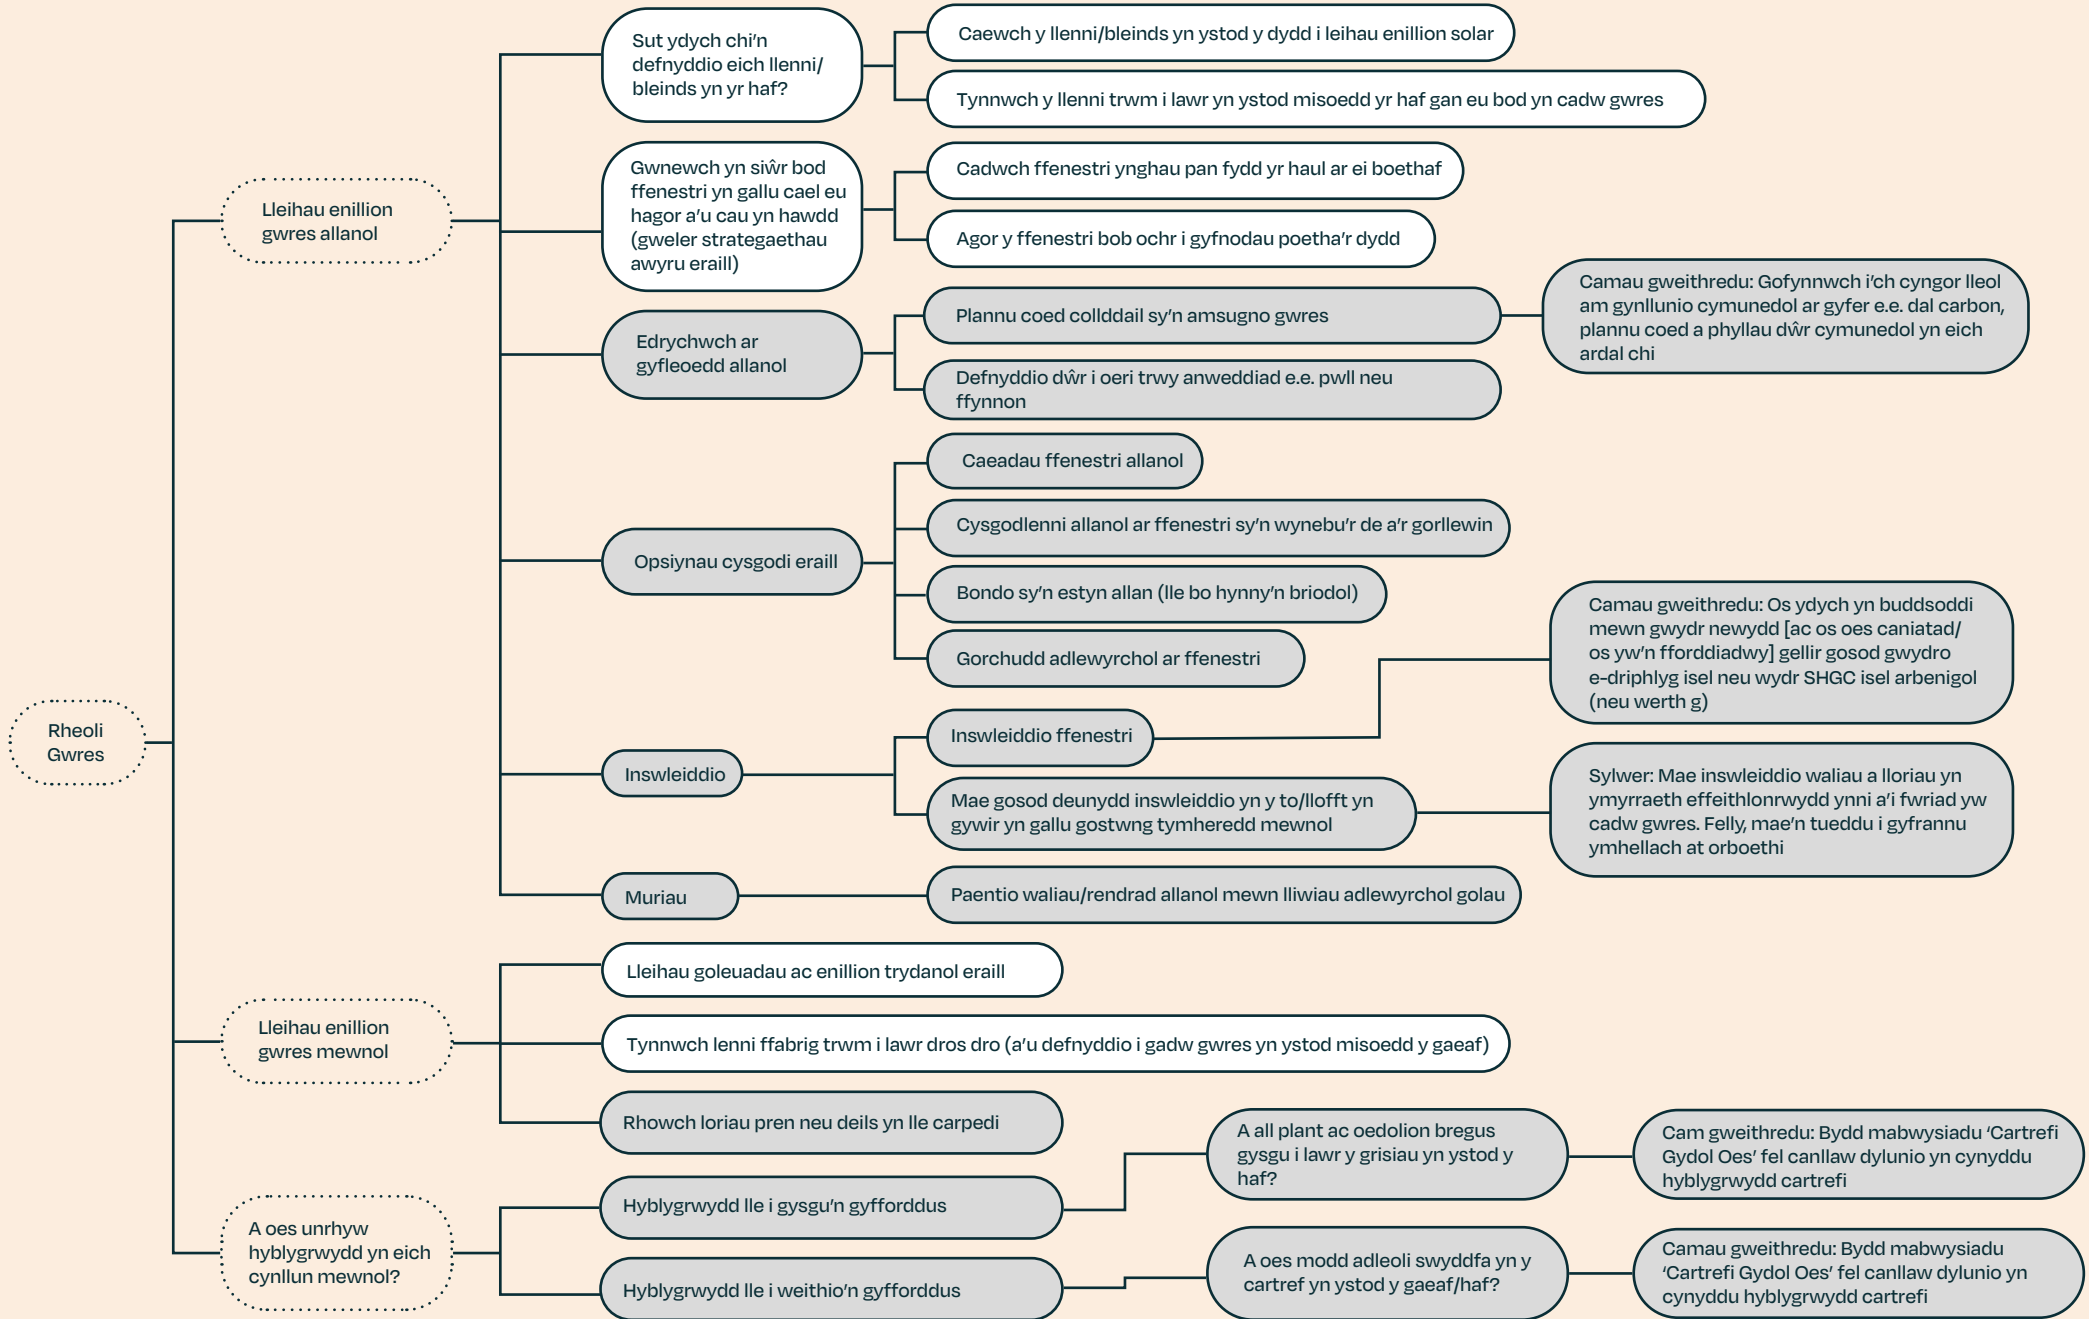 Rheoli
Gwres
Lleihau enillion
gwres allanol
Sut ydych chi'n
defnyddio eich llenni/
bleinds yn yr haf?
Caewch y llenni/bleinds yn ystod y dydd i leihau enillion solar
Tynnwch y llenni trwm i lawr yn ystod misoedd yr haf gan eu bod yn cadw gwres
Gwnewch yn siŵr bod
ffenestri yn gallu cael eu
hagor a'u cau yn hawdd
(gweler strategaethau
awyru eraill)
Cadwch ffenestri ynghau pan fydd yr haul ar ei boethaf
Agor y ffenestri bob ochr i gyfnodau poetha'r dydd
Edrychwch ar
gyfleoedd allanol
Plannu coed collddail sy'n amsugno gwres
Camau gweithredu: Gofynnwch i'ch cyngor lleol
am gynllunio cymunedol ar gyfer e.e. dal carbon,
plannu coed a phyllau dŵr cymunedol yn eich
ardal chi
Defnyddio dŵr i oeri trwy anweddiad e.e. pwll neu
ffynnon
Opsiynau cysgodi eraill
Caeadau ffenestri allanol
Cysgodlenni allanol ar ffenestri sy'n wynebu'r de a'r gorllewin
Bondo sy'n estyn allan (lle bo hynny'n briodol)
Gorchudd adlewyrchol ar ffenestri
Inswleiddio
Inswleiddio ffenestri
Camau gweithredu: Os ydych yn buddsoddi
mewn gwydr newydd [ac os oes caniatad/
os yw'n fforddiadwy] gellir gosod gwydro
e-driphlyg isel neu wydr SHGC isel arbenigol
(neu werth g)
Mae gosod deunydd inswleiddio yn y to/llofft yn
gywir yn gallu gostwng tymheredd mewnol
Sylwer: Mae inswleiddio waliau a lloriau yn
ymyrraeth effeithlonrwydd ynni a'i fwriad yw
cadw gwres. Felly, mae'n tueddu i gyfrannu
ymhellach at orboethi
Muriau
Paentio waliau/rendrad allanol mewn lliwiau adlewyrchol golau
Lleihau enillion
gwres mewnol
Lleihau goleuadau ac enillion trydanol eraill
Tynnwch lenni ffabrig trwm i lawr dros dro (a'u defnyddio i gadw gwres yn ystod misoedd y gaeaf)
Rhowch loriau pren neu deils yn lle carpedi
A oes unrhyw
hyblygrwydd yn eich
cynllun mewnol?
Hyblygrwydd lle i gysgu'n gyfforddus
A all plant ac oedolion bregus
gysgu i lawr y grisiau yn ystod y
haf?
Cam gweithredu: Bydd mabwysiadu 'Cartrefi
Gydol Oes' fel canllaw dylunio yn cynyddu
hyblygrwydd cartrefi
Hyblygrwydd lle i weithio'n gyfforddus
A oes modd adleoli swyddfa yn y
cartref yn ystod y gaeaf/haf?
Camau gweithredu: Bydd mabwysiadu
'Cartrefi Gydol Oes' fel canllaw dylunio yn
cynyddu hyblygrwydd cartrefi